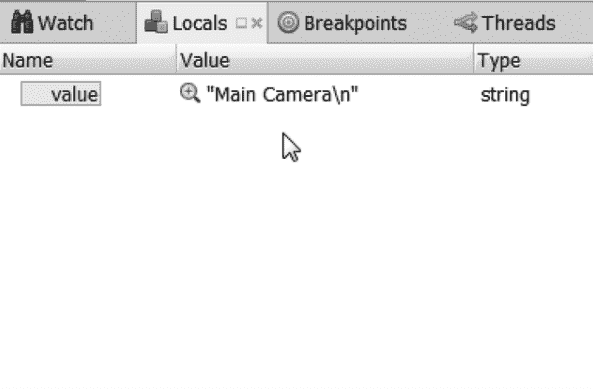 Watch Locals Breakpoints Threads
Name Value Type
value "Main Camera\n" string